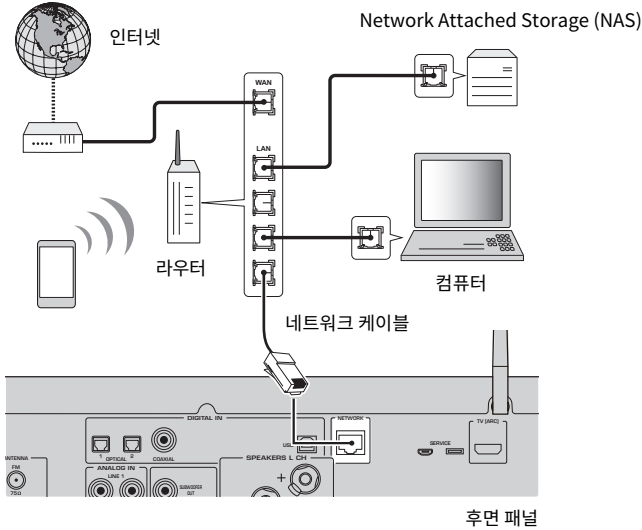 인터넷
Network Attached Storage (NAS)
WAN
LAN
라우터
컴퓨터
네트워크 케이블
DIGITAL IN
NETWORK
TV [ARC]
1 OPTICAL 2
COAXIAL
SERVICE
SPEAKERS L CH
+
FM
75Ω
ANALOG IN
LINE 1
SUBWOOFER
OUT
후면 패널